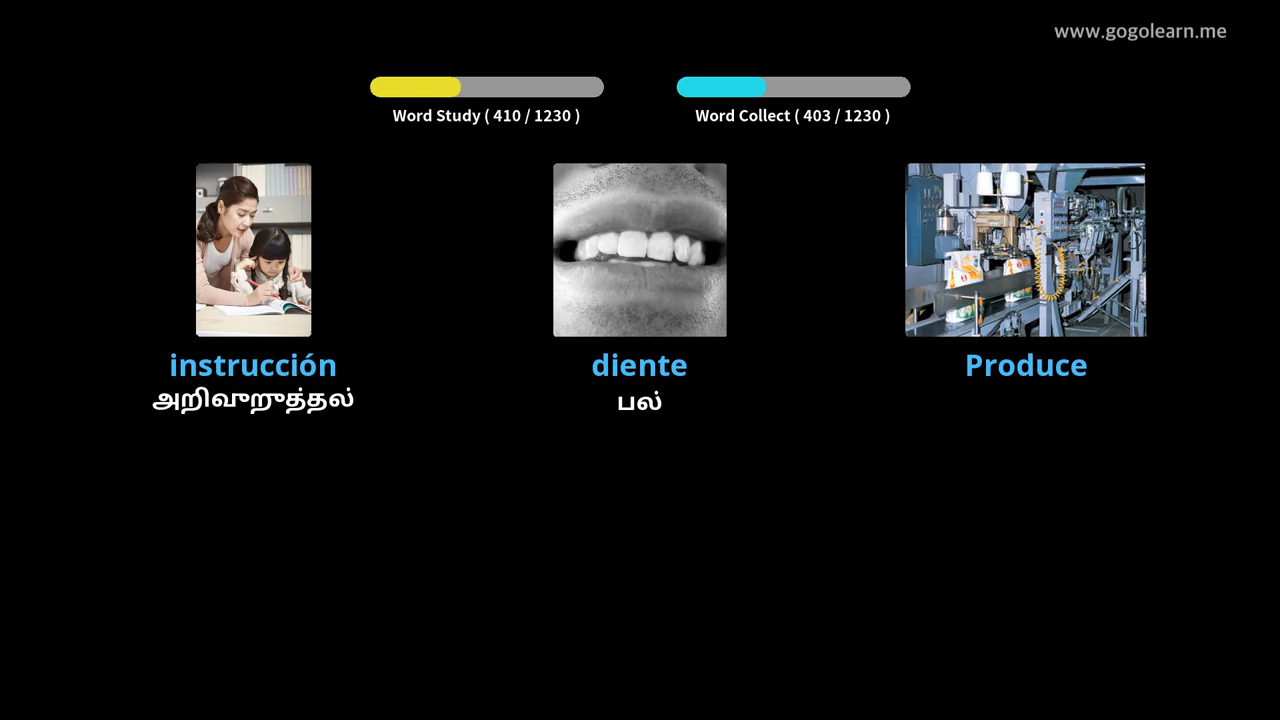 www.gogolearn.me
Word Study ( 410 / 1230 )
Word Collect ( 403 / 1230 )
instrucción
அறிவுறுத்தல்
diente
பல்
Produce